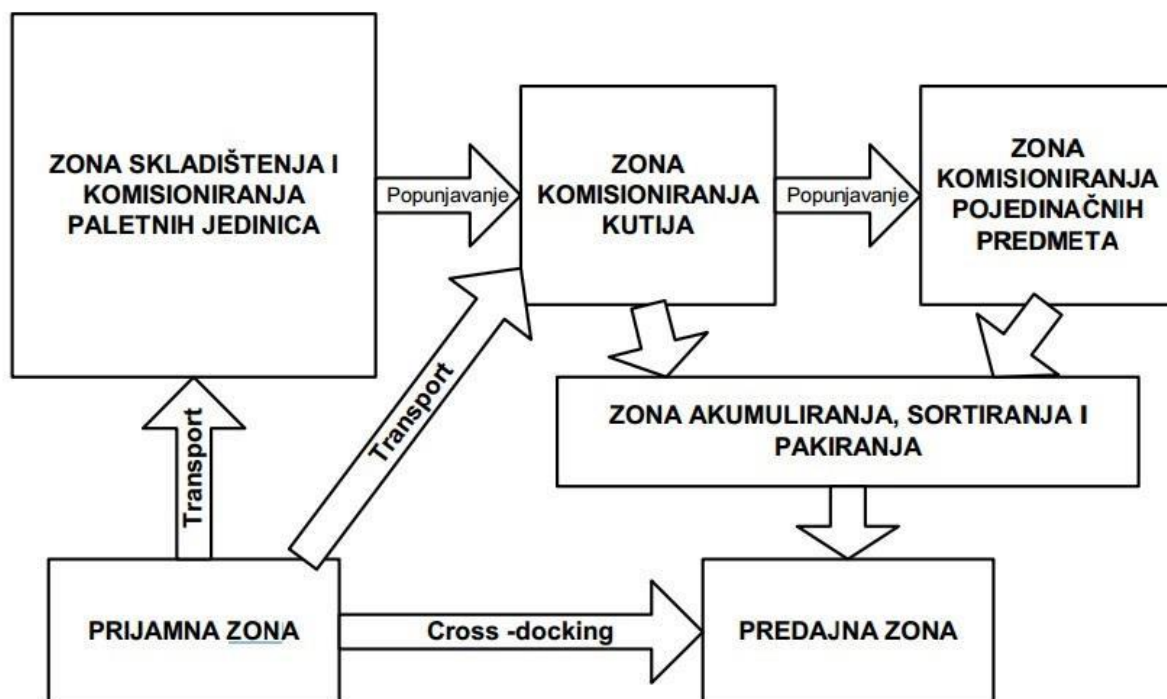 ZONA SKLADIŠTENJA I
KOMISIONIRANJA
PALETNIH JEDINICA
Popunjavanje
ZONA
KOMISIONIRANJA
KUTIJA
Popunjavanje
ZONA
KOMISIONIRANJA
POJEDINAČNIH
PREDMETA
Transport
Transport
ZONA AKUMULIRANJA, SORTIRANJA I
PAKIRANJA
PRIJAMNA ZONA
Cross -docking
PREDAJNA ZONA